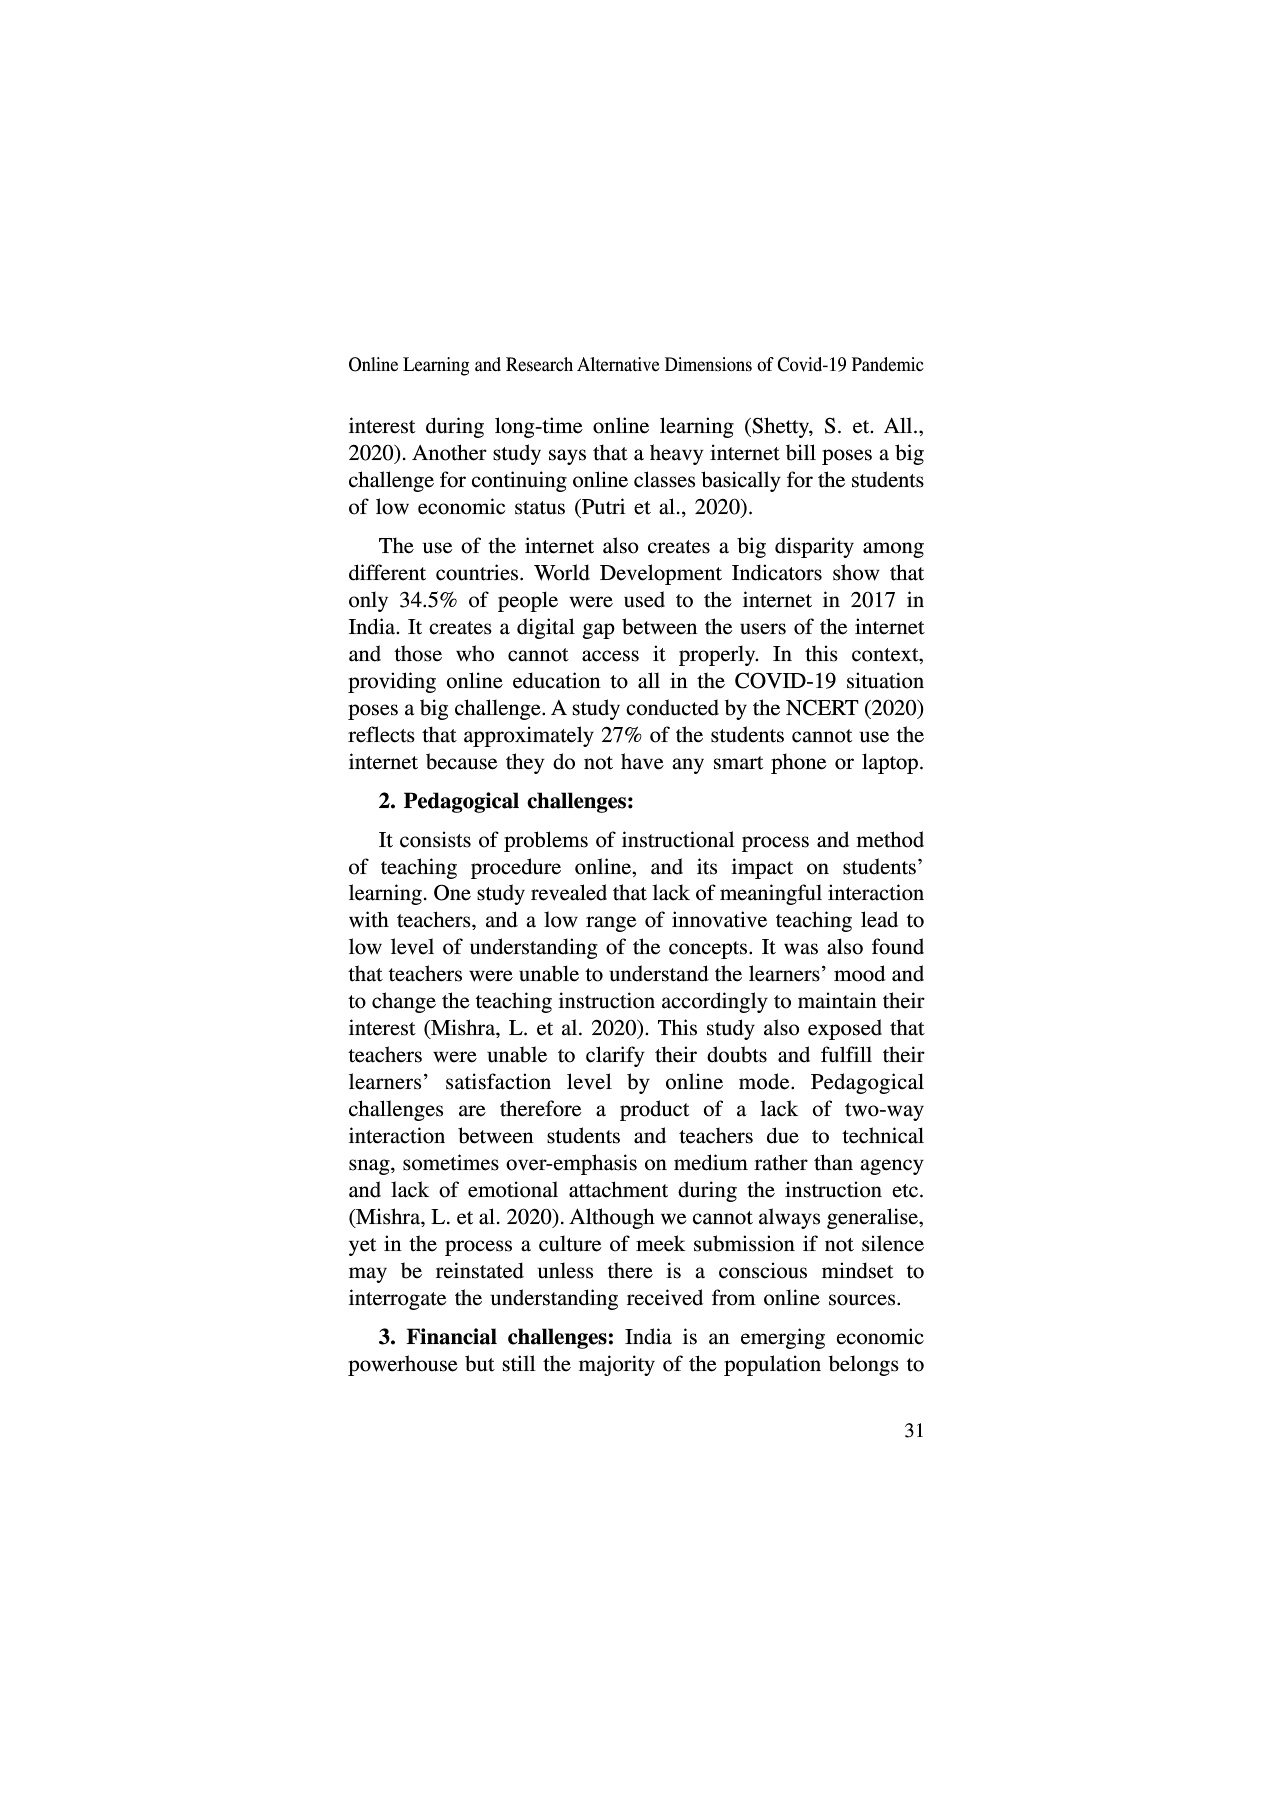 Online Learning and Research Alternative Dimensions of Covid-19 Pandemic
interest during long-time online learning (Shetty, S. et. All.,
2020). Another study says that a heavy internet bill poses a big
challenge for continuing online classes basically for the students
of low economic status (Putri et al., 2020).
The use of the internet also creates a big disparity among
different countries. World Development Indicators show that
only 34.5% of people were used to the internet in 2017 in
India. It creates a digital gap between the users of the internet
and those who cannot access it properly. In this context,
providing online education to all in the COVID-19 situation
poses a big challenge. A study conducted by the NCERT (2020)
reflects that approximately 27% of the students cannot use the
internet because they do not have any smart phone or laptop.
2. Pedagogical challenges:
It consists of problems of instructional process and method
of teaching procedure online, and its impact on students’
learning. One study revealed that lack of meaningful interaction
with teachers, and a low range of innovative teaching lead to
low level of understanding of the concepts. It was also found
that teachers were unable to understand the learners’ mood and
to change the teaching instruction accordingly to maintain their
interest (Mishra, L. et al. 2020). This study also exposed that
teachers were unable to clarify their doubts and fulfill their
learners’ satisfaction level by online mode. Pedagogical
challenges are therefore a product of a lack of two-way
interaction between students and teachers due to technical
snag, sometimes over-emphasis on medium rather than agency
and lack of emotional attachment during the instruction etc.
(Mishra, L. et al. 2020). Although we cannot always generalise,
yet in the process a culture of meek submission if not silence
may be reinstated unless there is a conscious mindset to
interrogate the understanding received from online sources.
3. Financial challenges: India is an emerging economic
powerhouse but still the majority of the population belongs to
31